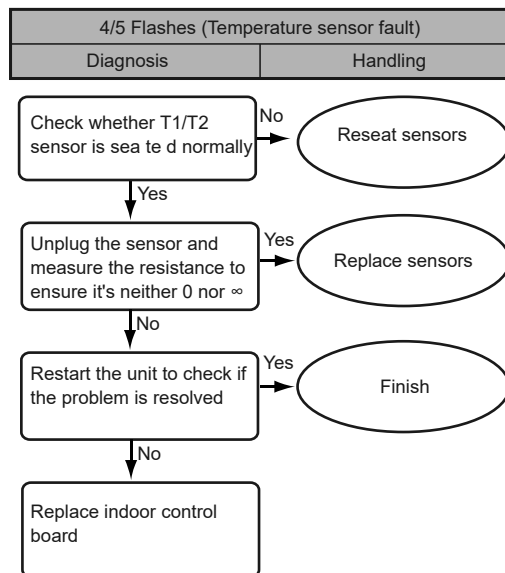 4/5 Flashes (Temperature sensor fault)
Diagnosis
Handling
Check whether T1/T2
sensor is sea te d normally
No
Reseat sensors
Yes
Unplug the sensor and
measure the resistance to
ensure it's neither 0 nor ∞
Yes
Replace sensors
No
Restart the unit to check if
the problem is resolved
Yes
Finish
No
Replace indoor control
board